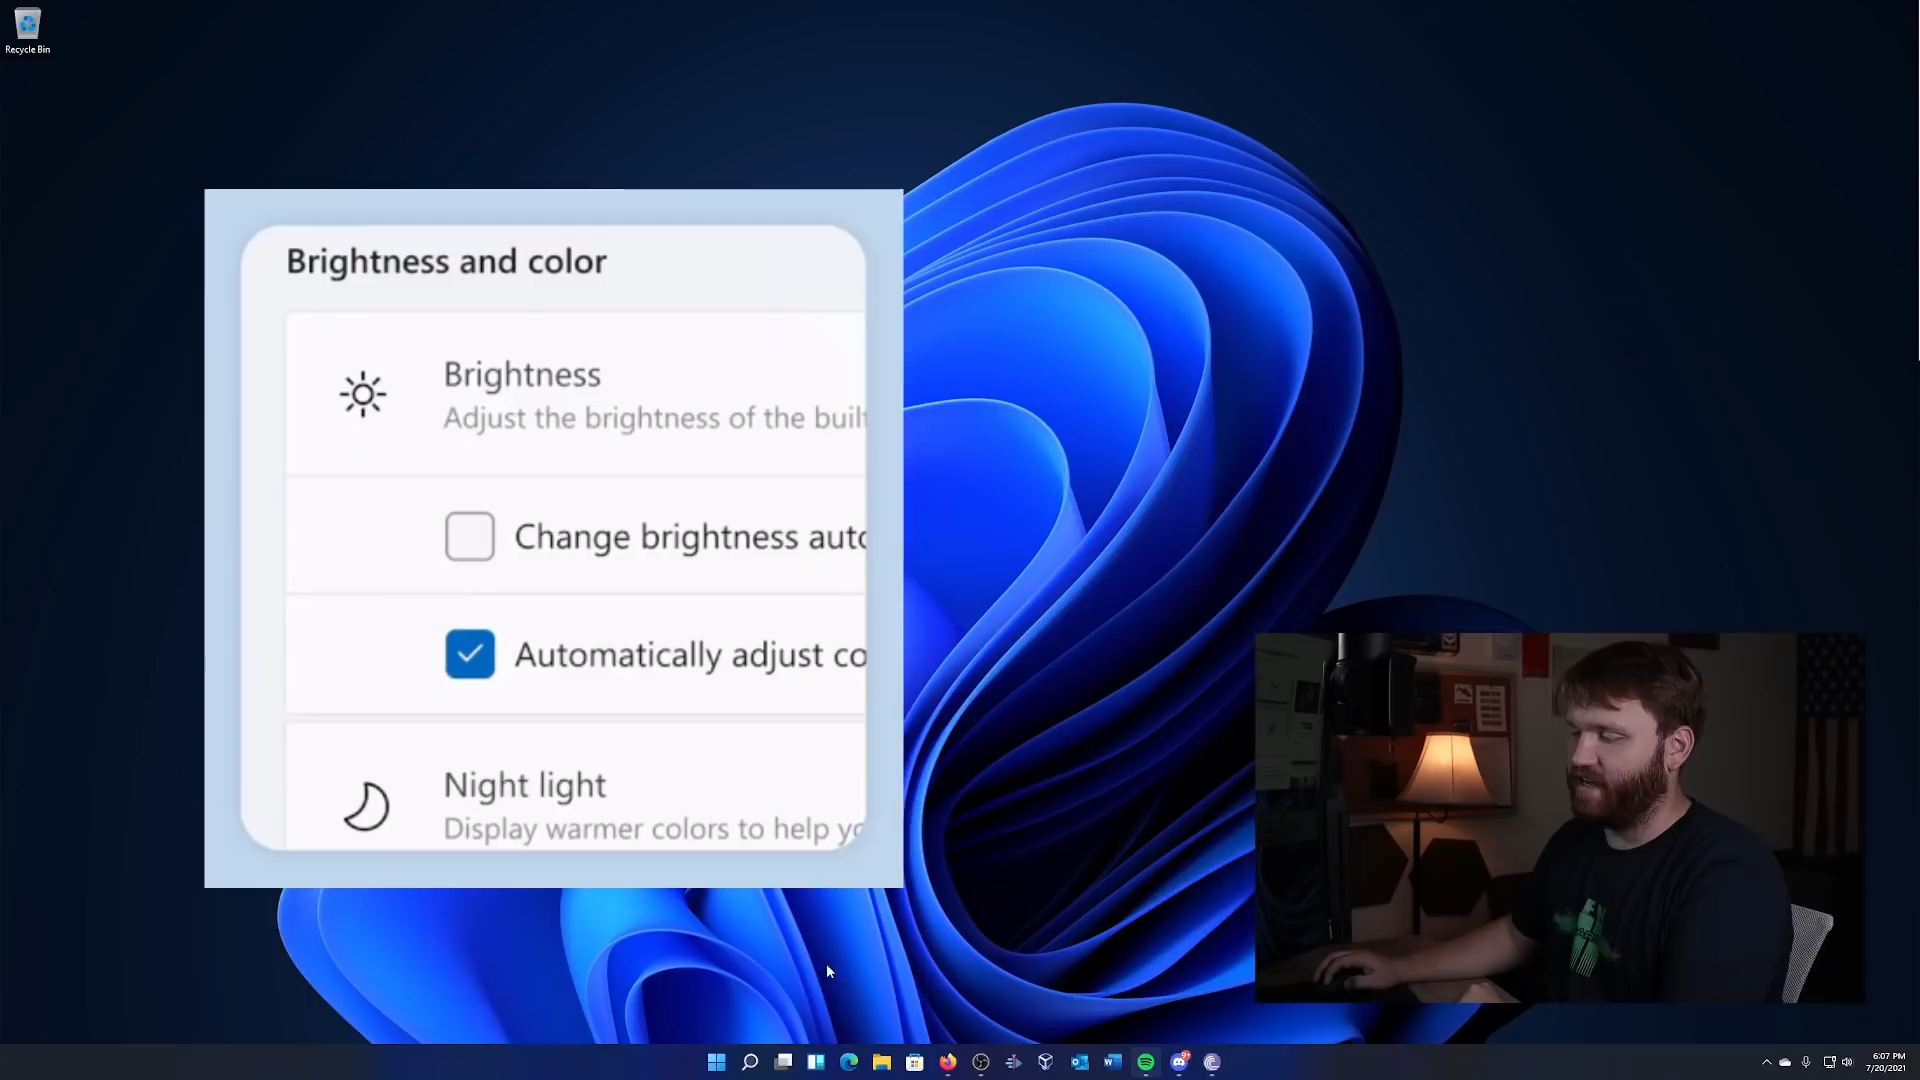 Recycle Bin
Brightness and color
Brightness
Adjust the brightness of the built
Change brightness auto
Automatically adjust co
Night light
Display warmer colors to help yo
6:07 PM
7/20/2021